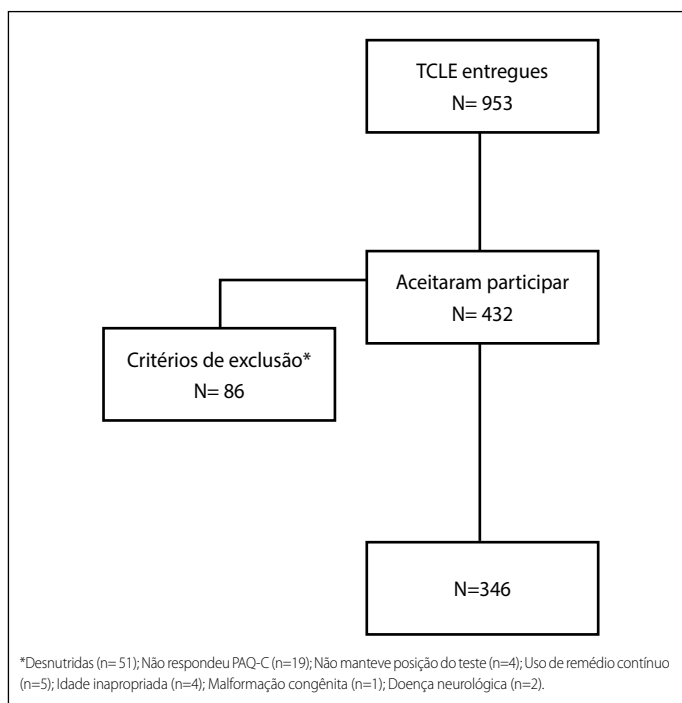 TCLE entregues
N= 953
Aceitaram participar
N= 432
Critérios de exclusão*
N= 86
N=346
*Desnutridas (n= 51); Não respondeu PAQ-C (n=19); Não manteve posição do teste (n=4); Uso de remédio contínuo
(n=5); Idade inapropriada (n=4); Malformação congênita (n=1); Doença neurológica (n=2).